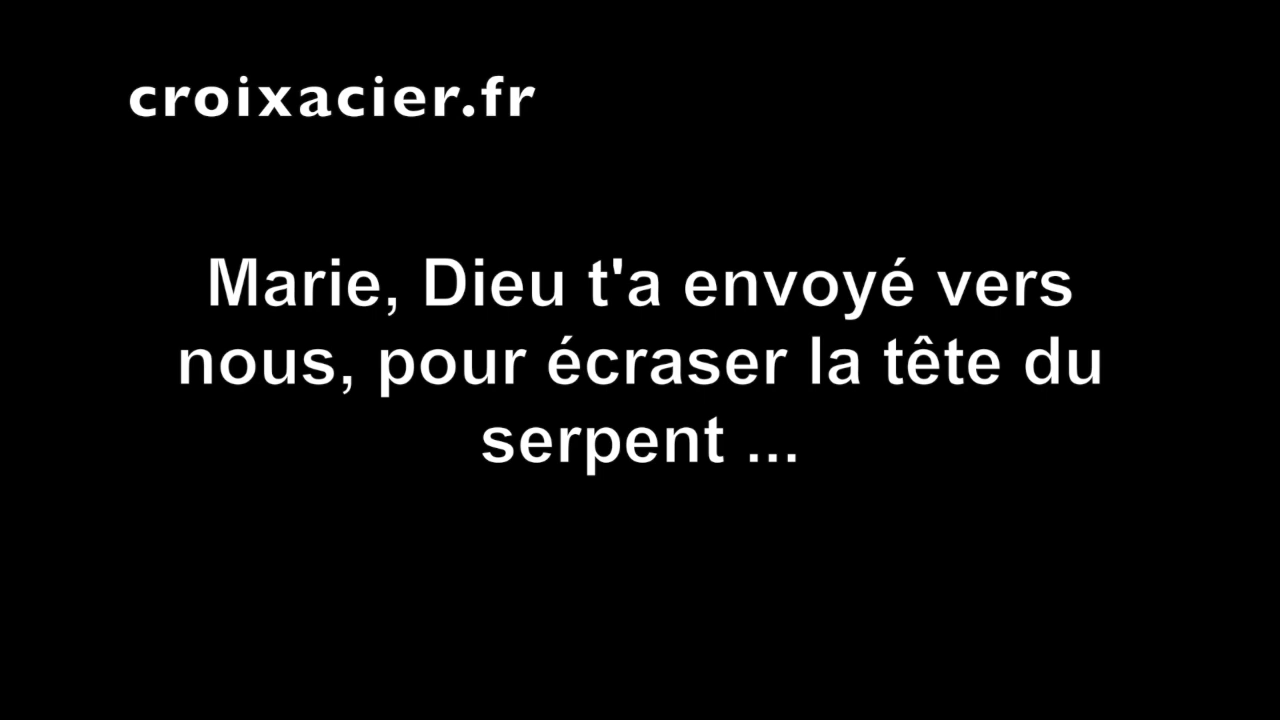 croixacier.fr
Marie, Dieu t'a envoyé vers
nous, pour écraser la tête du
serpent ...